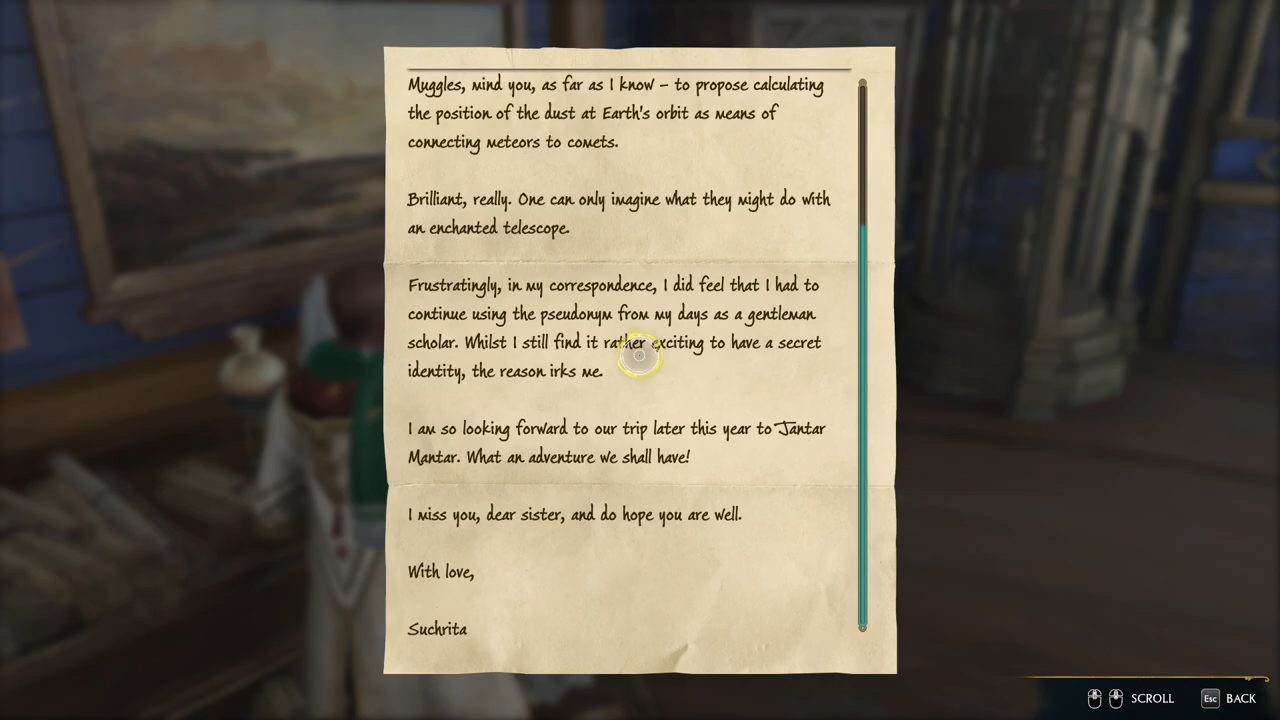 Muggles, mind you, as far as I know – to propose calculating
the position of the dust at Earth's orbit as means of
connecting meteors to comets.
Brilliant, really. One can only imagine what they might do with
an enchanted telescope.
Frustratingly, in my correspondence, I did feel that I had to
continue using the pseudonym from my days as a gentleman
scholar. Whilst I still find it rather exciting to have a secret
identity, the reason irks me.
I am so looking forward to our trip later this year to Jantar
Mantar. What an adventure we shall have!
I miss you, dear sister, and do hope you are well.
With love,
Suchrita
SCROLL
Esc BACK